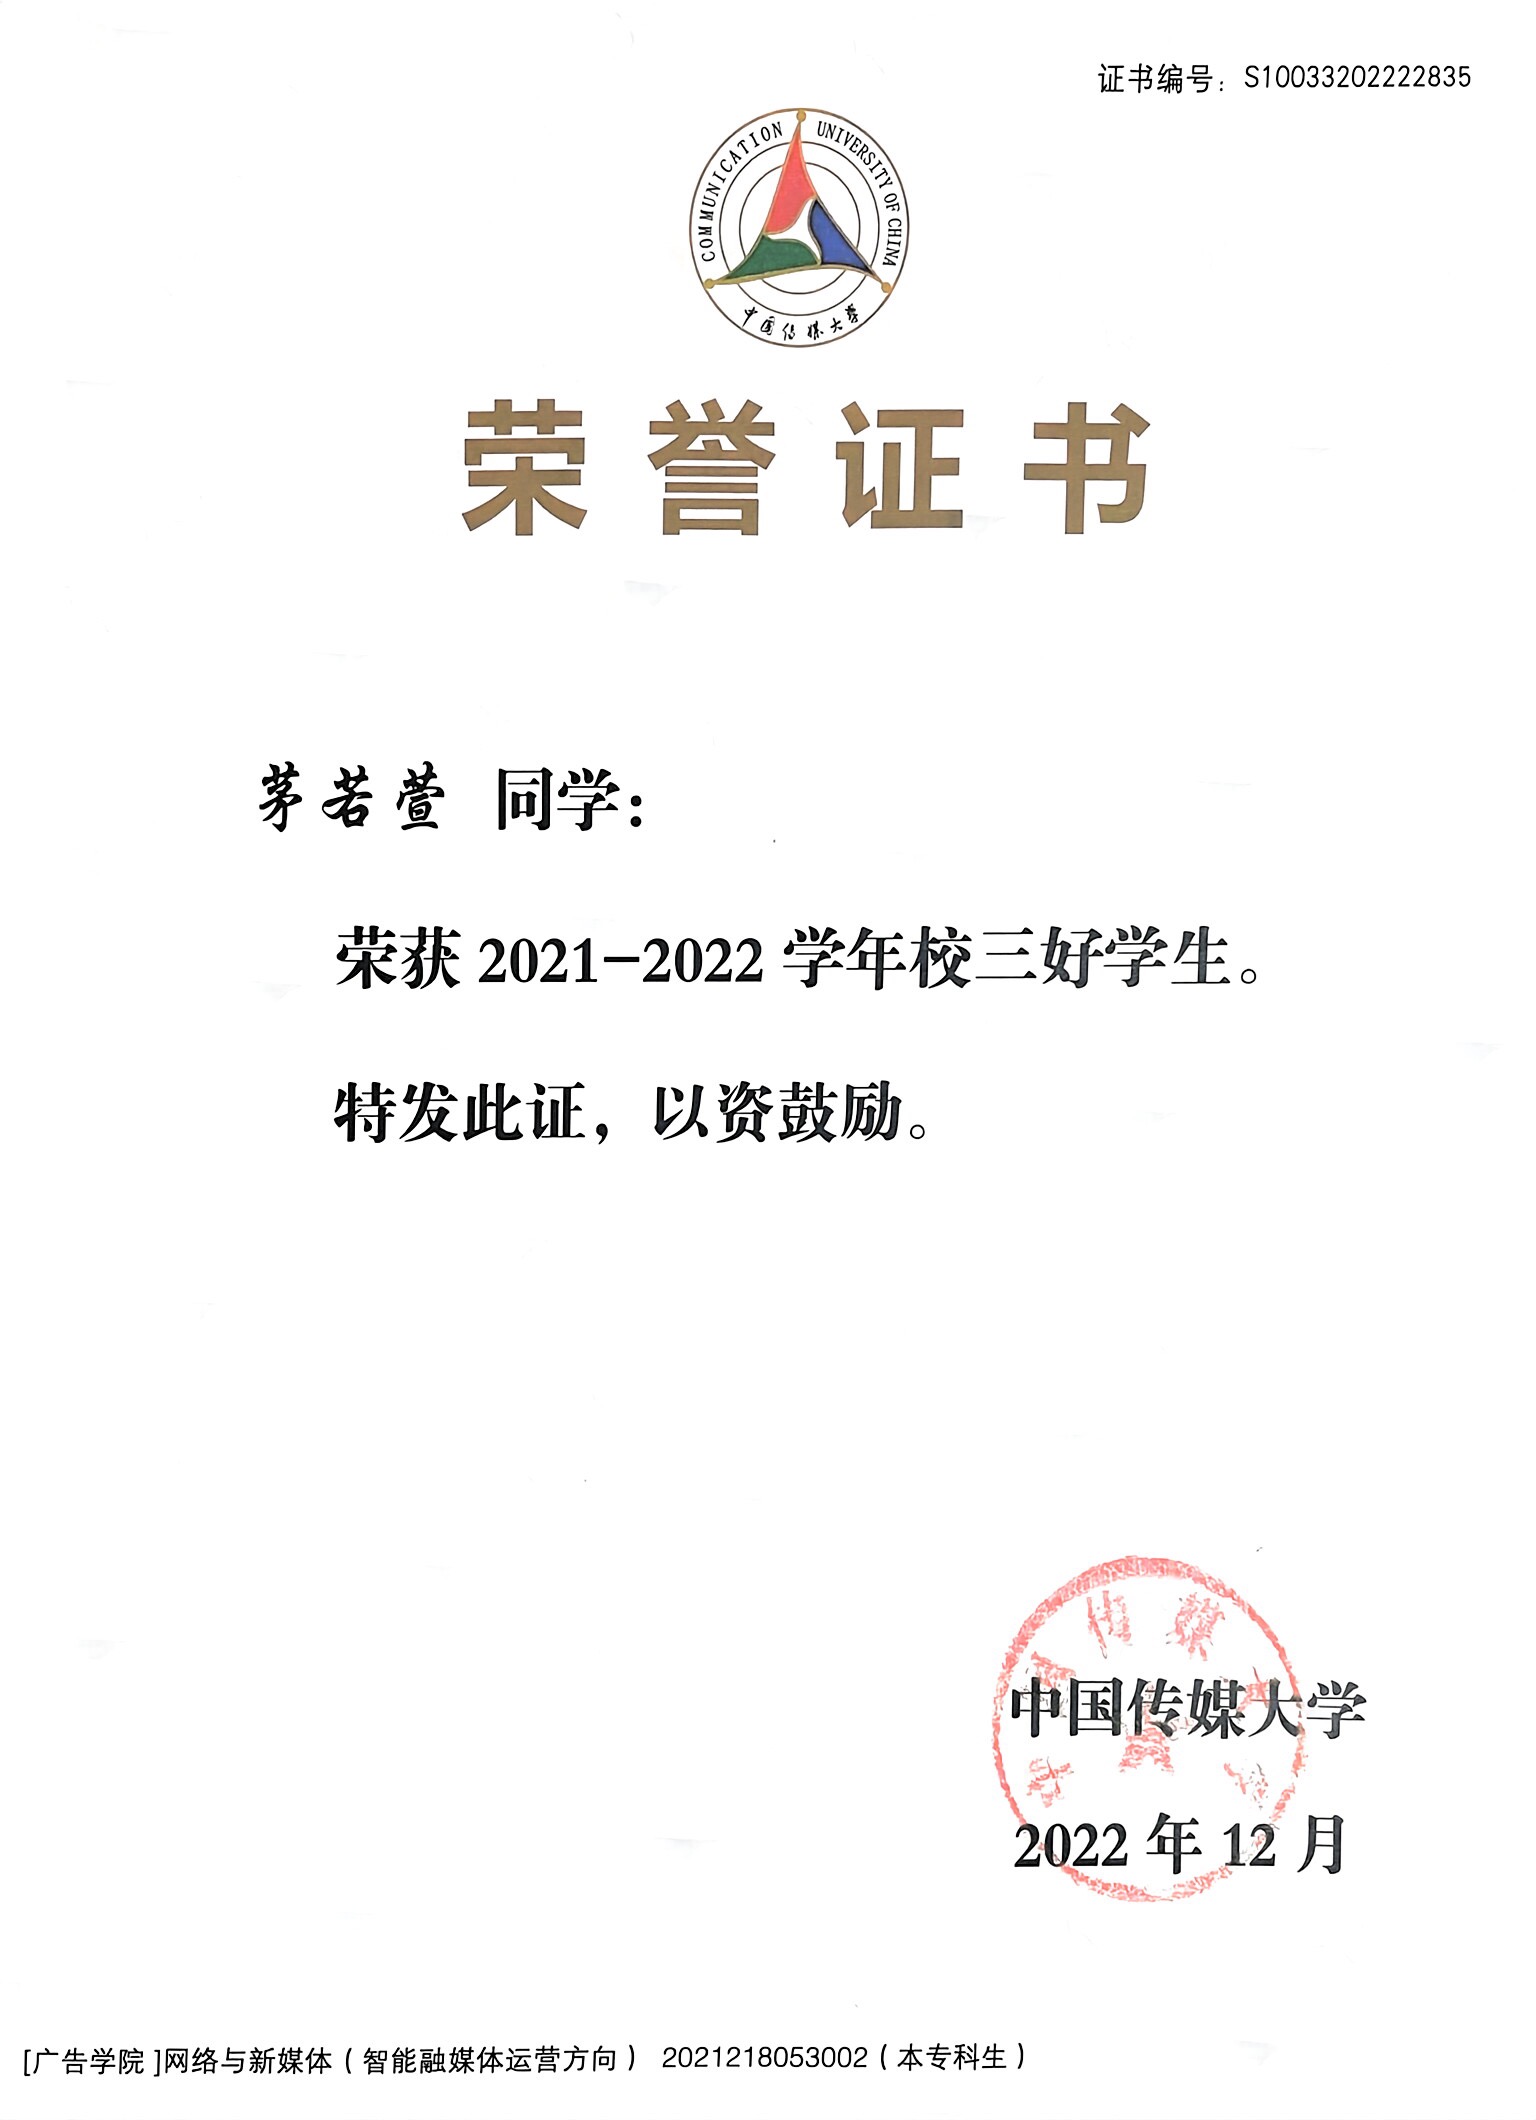 证书编号：S10033202222835
COMMUNICATION UNIVERSITY OF CHINA
中国传媒大学
荣誉证书
茅若萱 同学：
荣获 2021-2022 学年校三好学生。
特发此证，以资鼓励。
中国传媒大学
2022 年 12 月
[广告学院]网络与新媒体（智能融媒体运营方向） 2021218053002（本专科生）